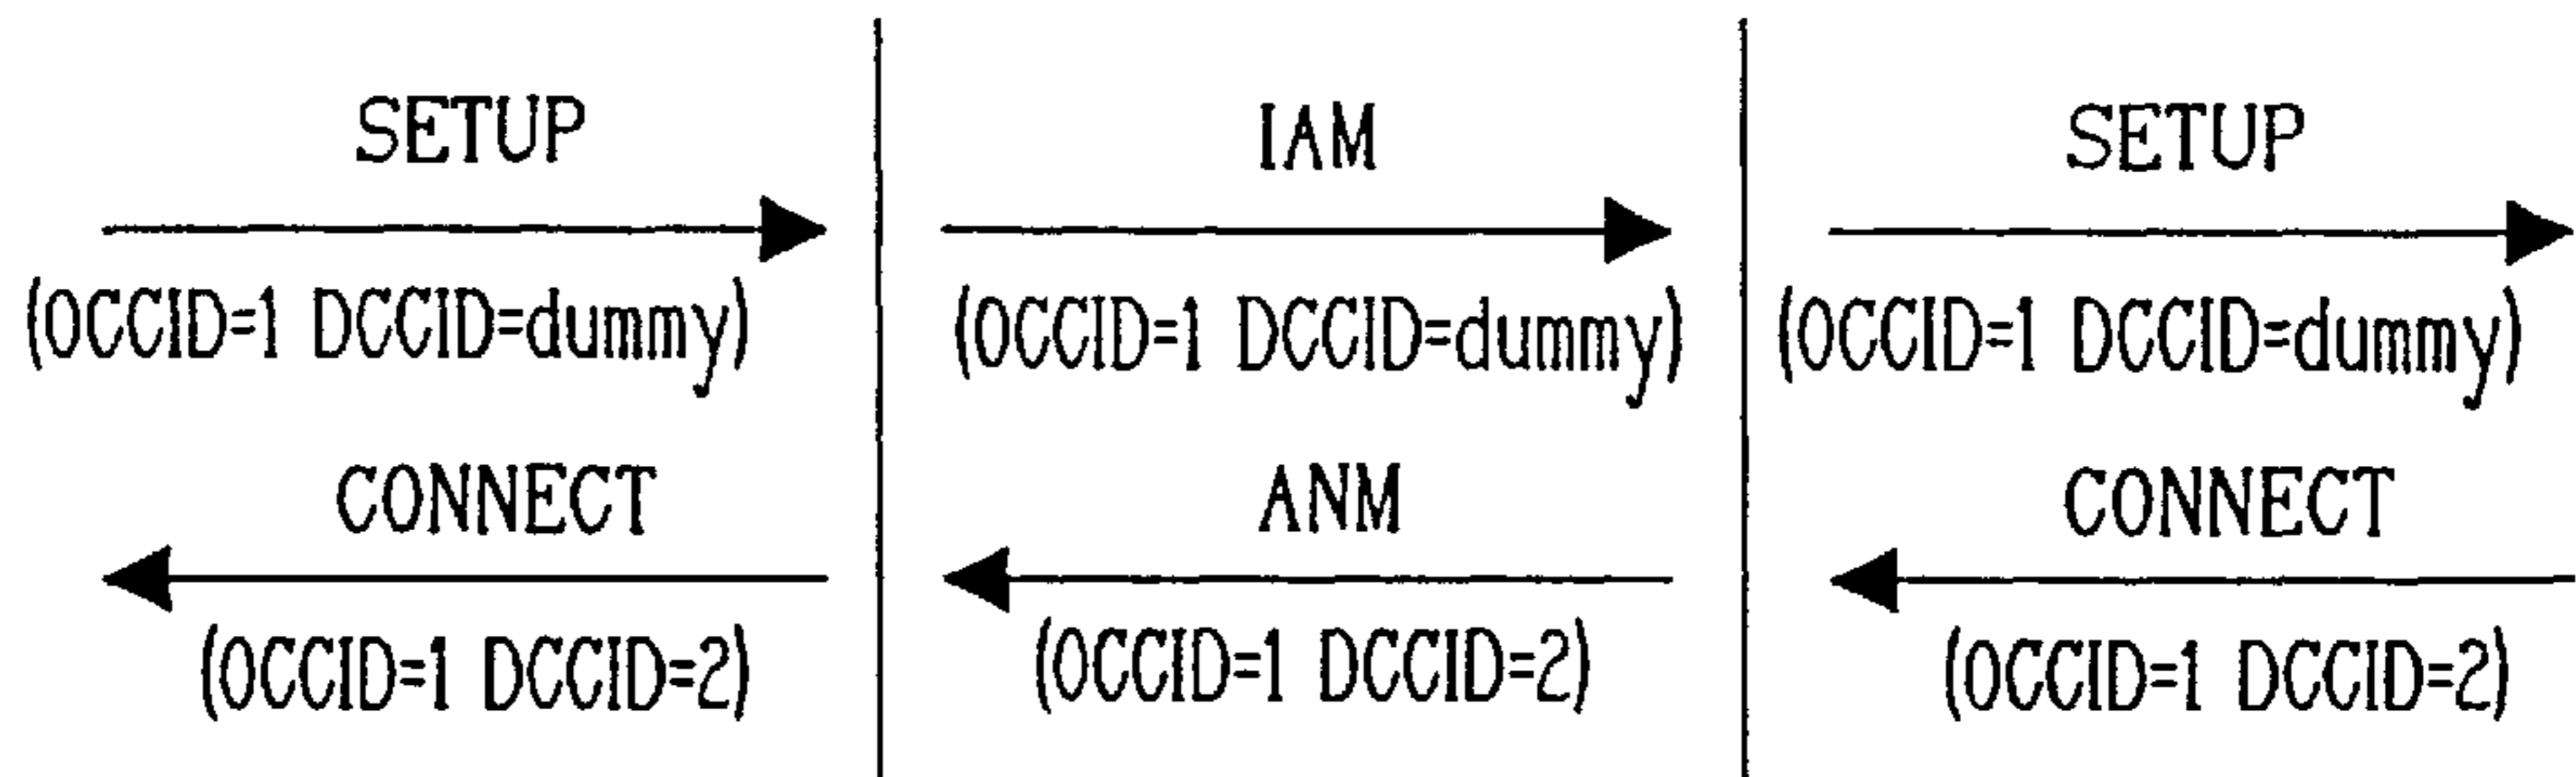 SETUP IAM SETUP
(OCCID=1 DCCID=dummy) (OCCID=1 DCCID=dummy) (OCCID=1 DCCID=dummy)
CONNECT ANM CONNECT
(OCCID=1 DCCID=2) (OCCID=1 DCCID=2) (OCCID=1 DCCID=2)